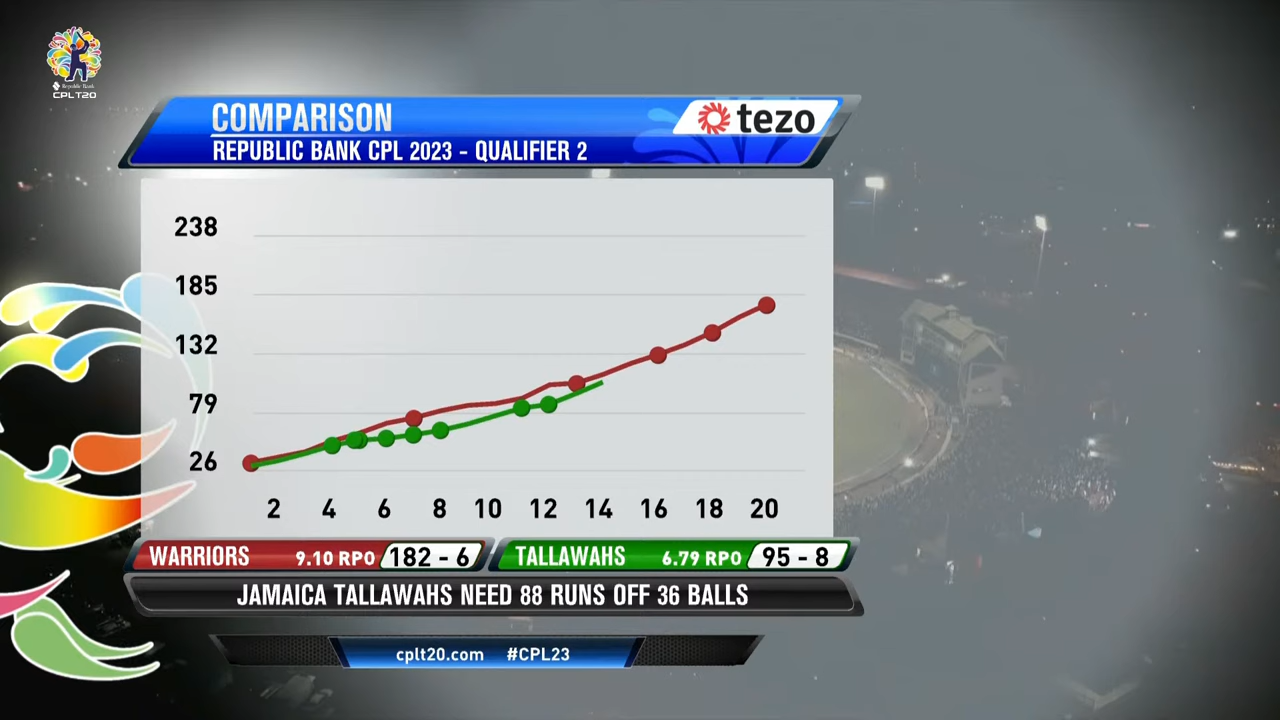 Republic Bank
CPLT20
COMPARISON
tezo
REPUBLIC BANK CPL 2023 - QUALIFIER 2
238
185
132
79
26
2 4 6 8 10 12 14 16 18 20
WARRIORS 9.10 RPO 182 - 6 TALLAWAHS 6.79 RPO 95 - 8
JAMAICA TALLAWAHS NEED 88 RUNS OFF 36 BALLS
cplt20.com #CPL23